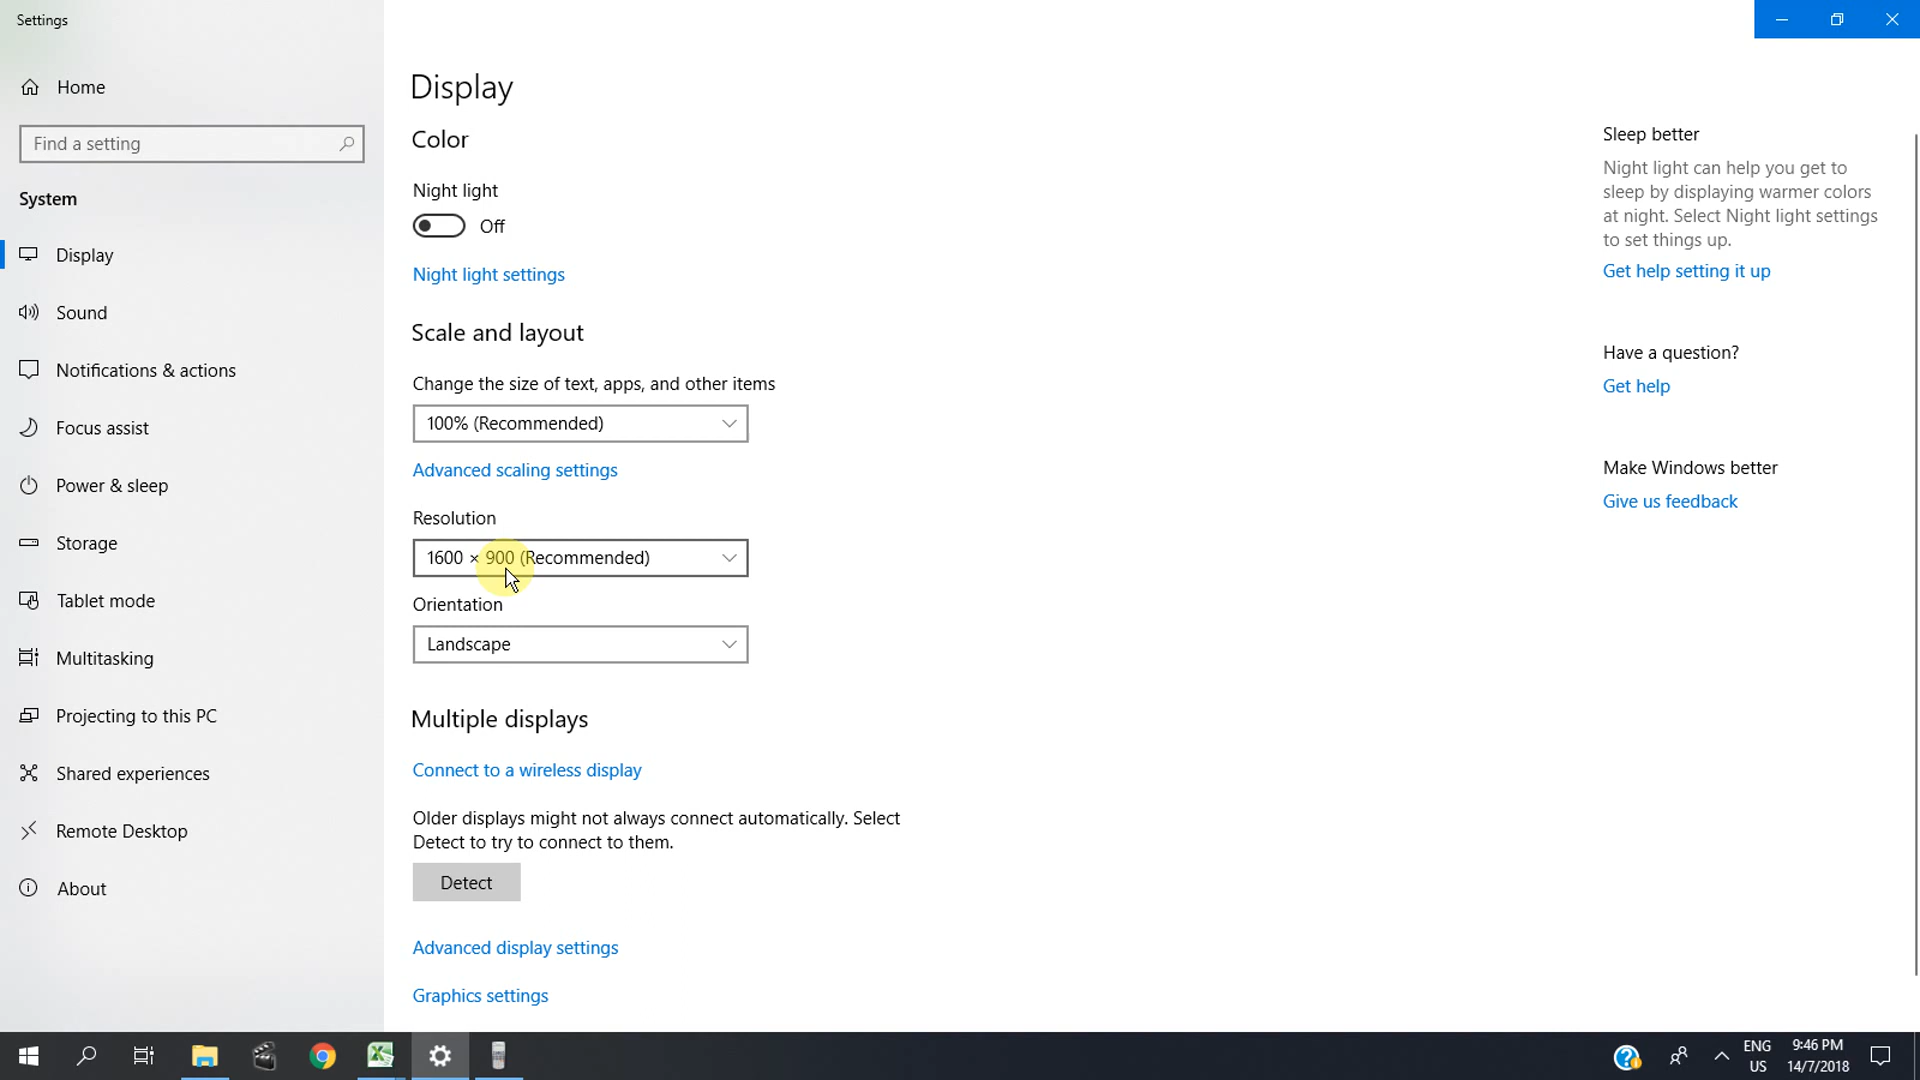 Settings
Home
Find a setting
System
Display
Sound
Notifications & actions
Focus assist
Power & sleep
Storage
Tablet mode
Multitasking
Projecting to this PC
Shared experiences
Remote Desktop
About
Display
Color
Night light
Off
Night light settings
Scale and layout
Change the size of text, apps, and other items
100% (Recommended)
Advanced scaling settings
Resolution
1600 × 900 (Recommended)
Orientation
Landscape
Multiple displays
Connect to a wireless display
Older displays might not always connect automatically. Select
Detect to try to connect to them.
Detect
Advanced display settings
Graphics settings
Sleep better
Night light can help you get to
sleep by displaying warmer colors
at night. Select Night light settings
to set things up.
Get help setting it up
Have a question?
Get help
Make Windows better
Give us feedback
ENG
US
9:46 PM
14/7/2018